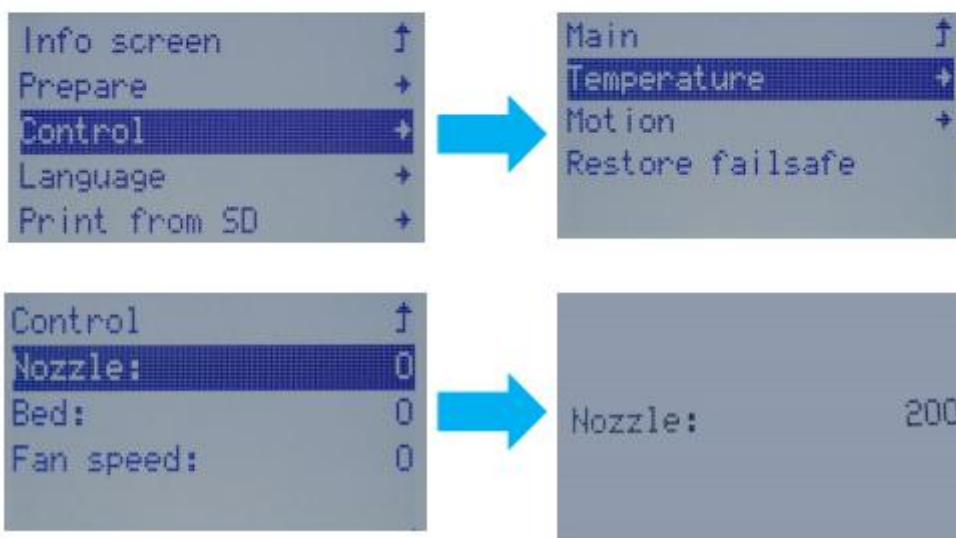 Info screen
Prepare
Control
Language
Print from SD
Main
Temperature
Motion
Restore failsafe
Control
Nozzle: 0
Bed: 0
Fan speed: 0
Nozzle: 200